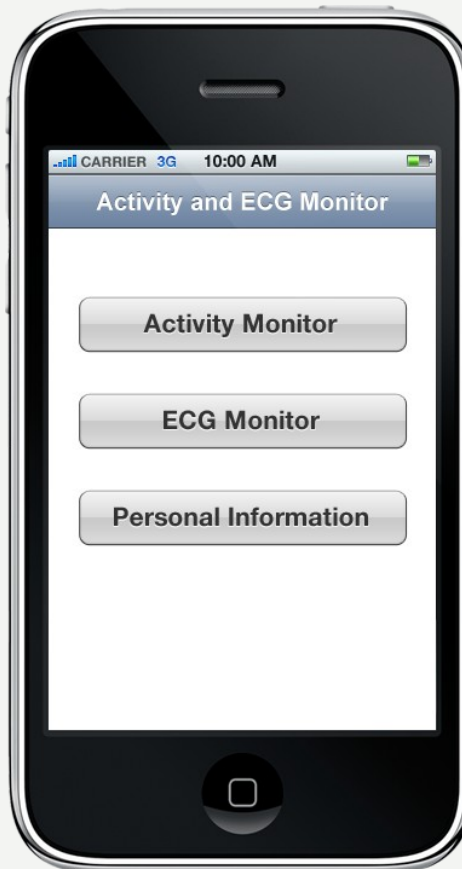 CARRIER 3G 10:00 AM
Activity and ECG Monitor
Activity Monitor
ECG Monitor
Personal Information